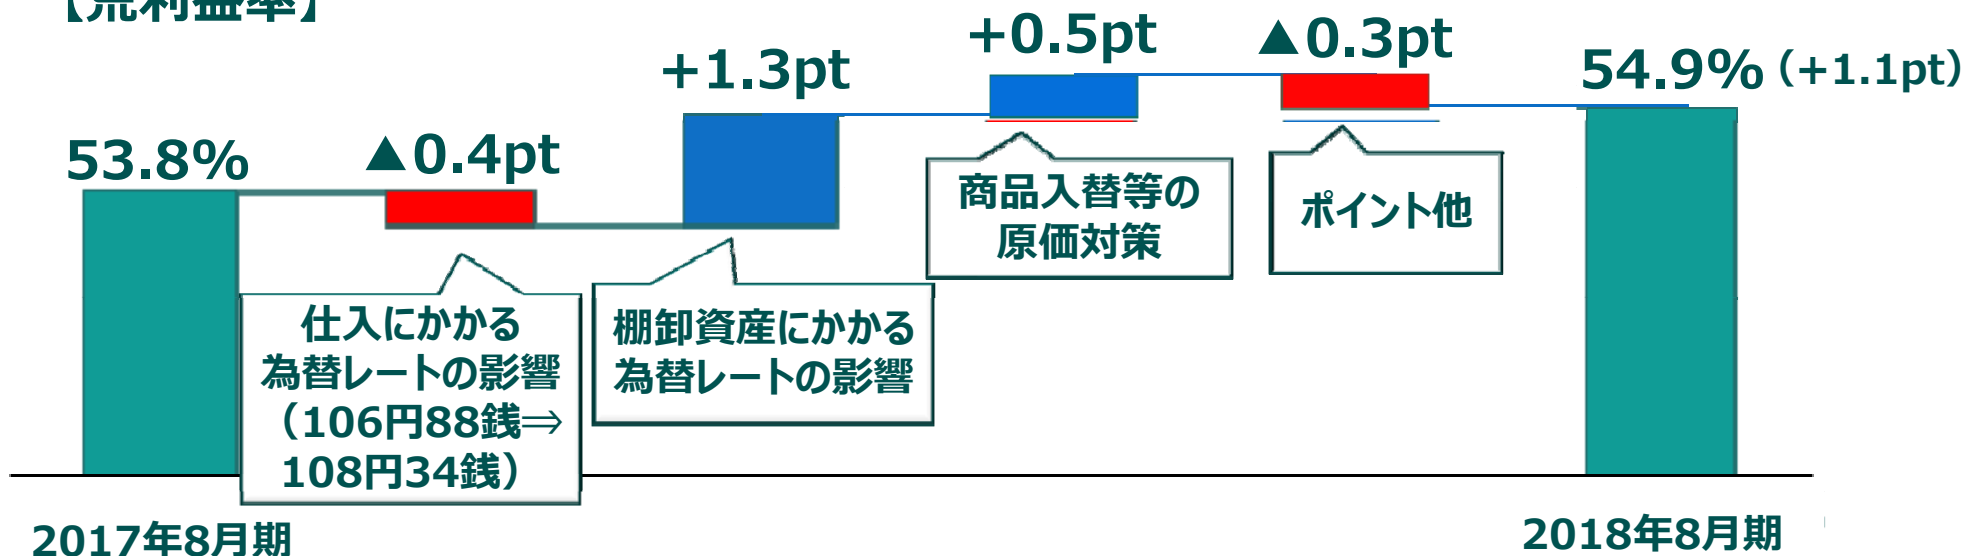 【荒利益率】
53.8%
▲0.4pt
+1.3pt
+0.5pt
▲0.3pt
54.9%（+1.1pt）
仕入にかかる
為替レートの影響
（106円88銭⇒
108円34銭）
棚卸資産にかかる
為替レートの影響
商品入替等の
原価対策
ポイント他
2017年8月期
2018年8月期